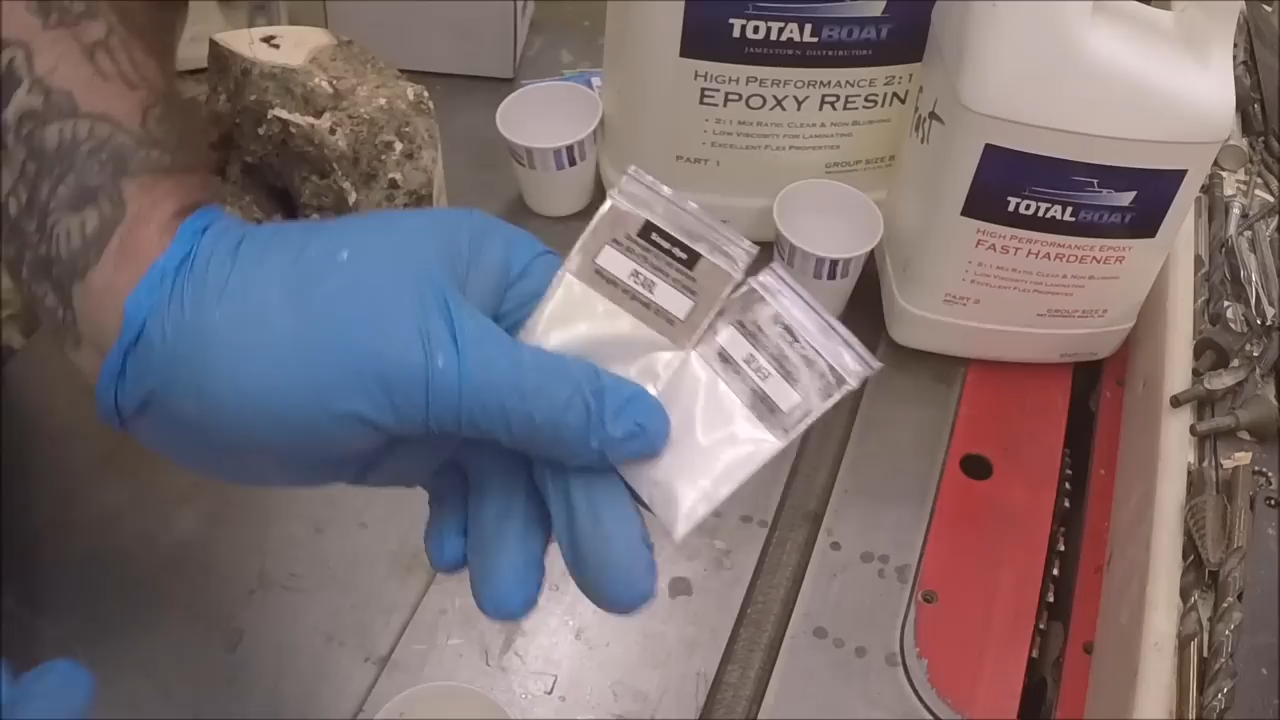 TOTALBOAT
JAMESTOWN DISTRIBUTORS
HIGH PERFORMANCE 2:1
EPOXY RESIN
• 2:1 MIX RATIO, CLEAR & NON BLUSHING
• LOW VISCOSITY FOR LAMINATING
• EXCELLENT FLEX PROPERTIES
PART 1
GROUP SIZE B
Fast
TOTALBOAT
HIGH PERFORMANCE EPOXY
FAST HARDENER
• 2:1 MIX RATIO, CLEAR & NON BLUSHING
• LOW VISCOSITY FOR LAMINATING
• EXCELLENT FLEX PROPERTIES
PART 2
GROUP SIZE B
PEARL
SILVER